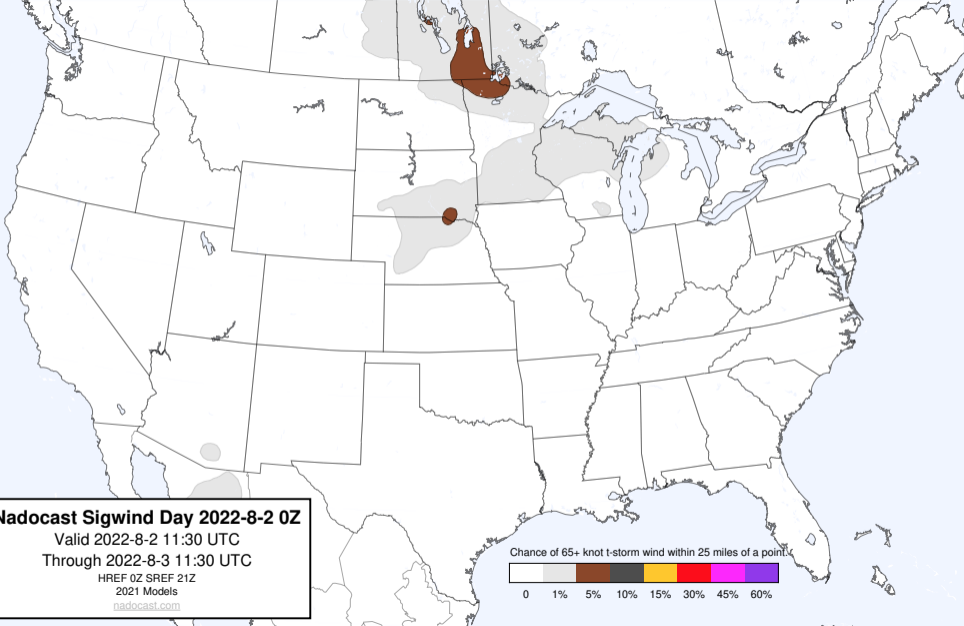 Nadocast Sigwind Day 2022-8-2 0Z
Valid 2022-8-2 11:30 UTC
Through 2022-8-3 11:30 UTC
HREF 0Z SREF 21Z
2021 Models
nadocast.com
Chance of 65+ knot t-storm wind within 25 miles of a point.
0 1% 5% 10% 15% 30% 45% 60%